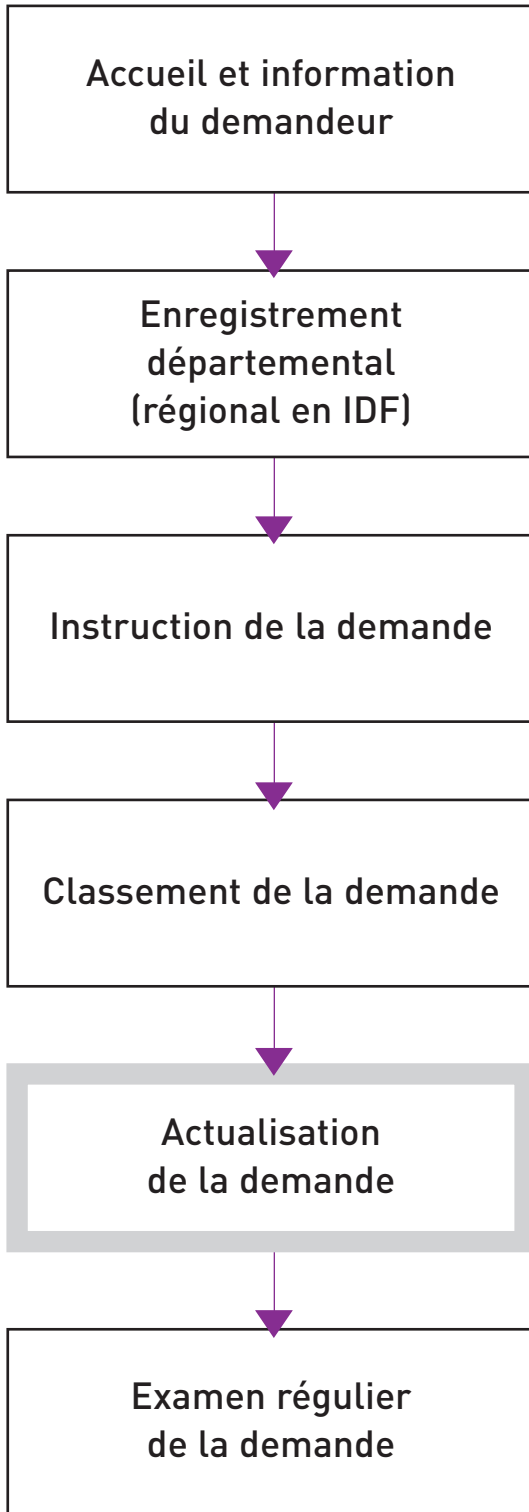 Accueil et information
du demandeur
Enregistrement
départemental
(régional en IDF)
Instruction de la demande
Classement de la demande
Actualisation
de la demande
Examen régulier
de la demande